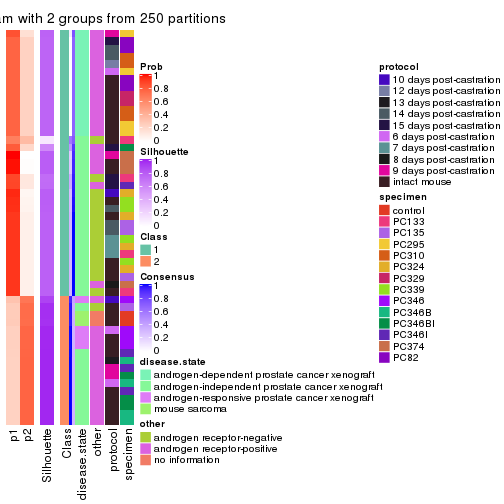 am with 2 groups from 250 partitions
Prob
1
0.8
0.6
0.4
0.2
0
Silhouette
1
0.8
0.6
0.4
0.2
0
Class
1
2
Consensus
1
0.8
0.6
0.4
0.2
0
disease.state
androgen-dependent prostate cancer xenograft
androgen-independent prostate cancer xenograft
androgen-responsive prostate cancer xenograft
mouse sarcoma
other
androgen receptor-negative
androgen receptor-positive
no information
protocol
10 days post-castration
12 days post-castration
13 days post-castration
14 days post-castration
15 days post-castration
6 days post-castration
7 days post-castration
8 days post-castration
9 days post-castration
intact mouse
specimen
control
PC133
PC135
PC295
PC310
PC324
PC329
PC339
PC346
PC346B
PC346BI
PC346I
PC374
PC82
p1
p2
Silhouette
Class
disease.state
other
protocol
specimen